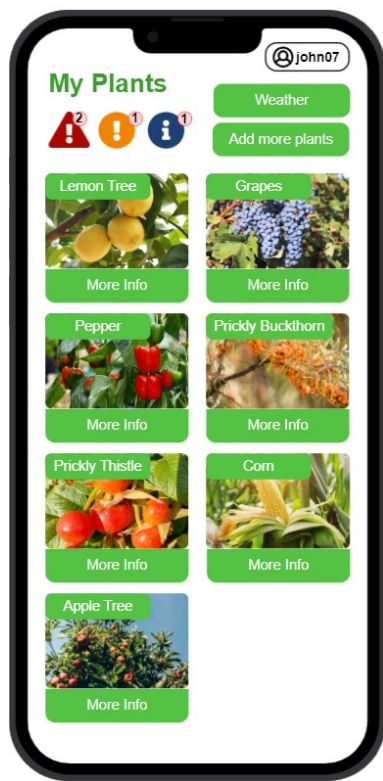 john07
My Plants
2
1
1
Weather
Add more plants
Lemon Tree
Grapes
More Info
More Info
Pepper
Prickly Buckthorn
More Info
More Info
Prickly Thistle
Corn
More Info
More Info
Apple Tree
More Info